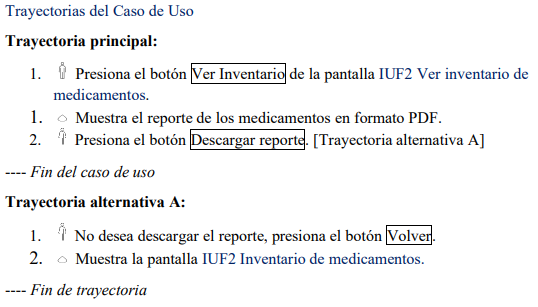 Trayectorias del Caso de Uso
Trayectoria principal:
1. Presiona el botón Ver Inventario de la pantalla IUF2 Ver inventario de
medicamentos.
1. Muestra el reporte de los medicamentos en formato PDF.
2. Presiona el botón Descargar reporte. [Trayectoria alternativa A]
---- Fin del caso de uso
Trayectoria alternativa A:
1. No desea descargar el reporte, presiona el botón Volver.
2. Muestra la pantalla IUF2 Inventario de medicamentos.
---- Fin de trayectoria